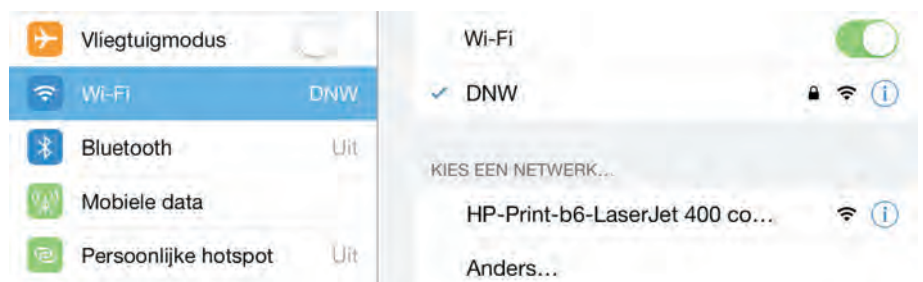 Vliegtuigmodus
Wi-Fi DNW
Bluetooth Uit
Mobiele data
Persoonlijke hotspot Uit
Wi-Fi
DNW
KIES EEN NETWERK...
HP-Print-b6-LaserJet 400 co...
Anders...